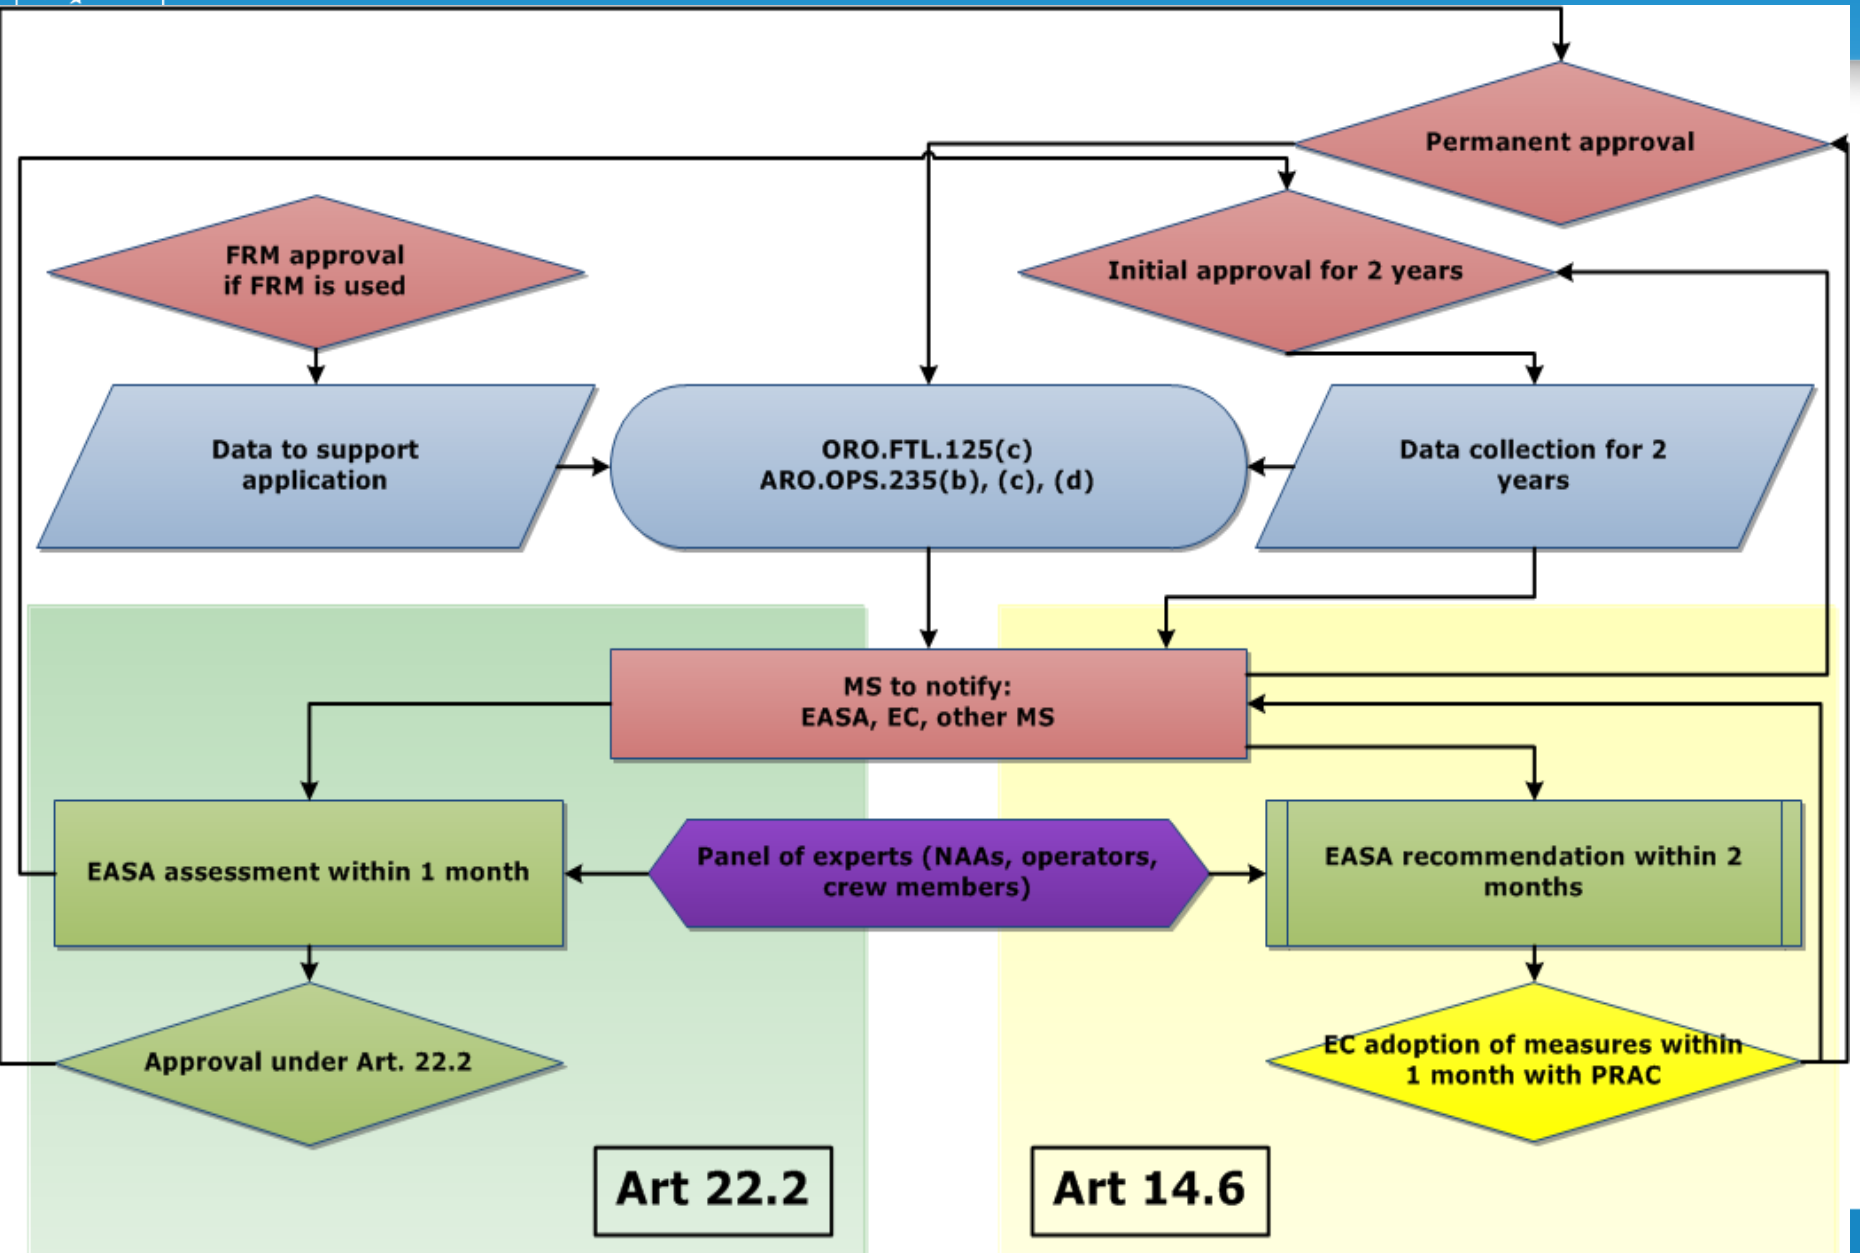 Permanent approval
FRM approval
if FRM is used
Initial approval for 2 years
Data to support
application
ORO.FTL.125(c)
ARO.OPS.235(b), (c), (d)
Data collection for 2
years
MS to notify:
EASA, EC, other MS
EASA assessment within 1 month
Panel of experts (NAAs, operators,
crew members)
EASA recommendation within 2
months
Approval under Art. 22.2
EC adoption of measures within
1 month with PRAC
Art 22.2
Art 14.6